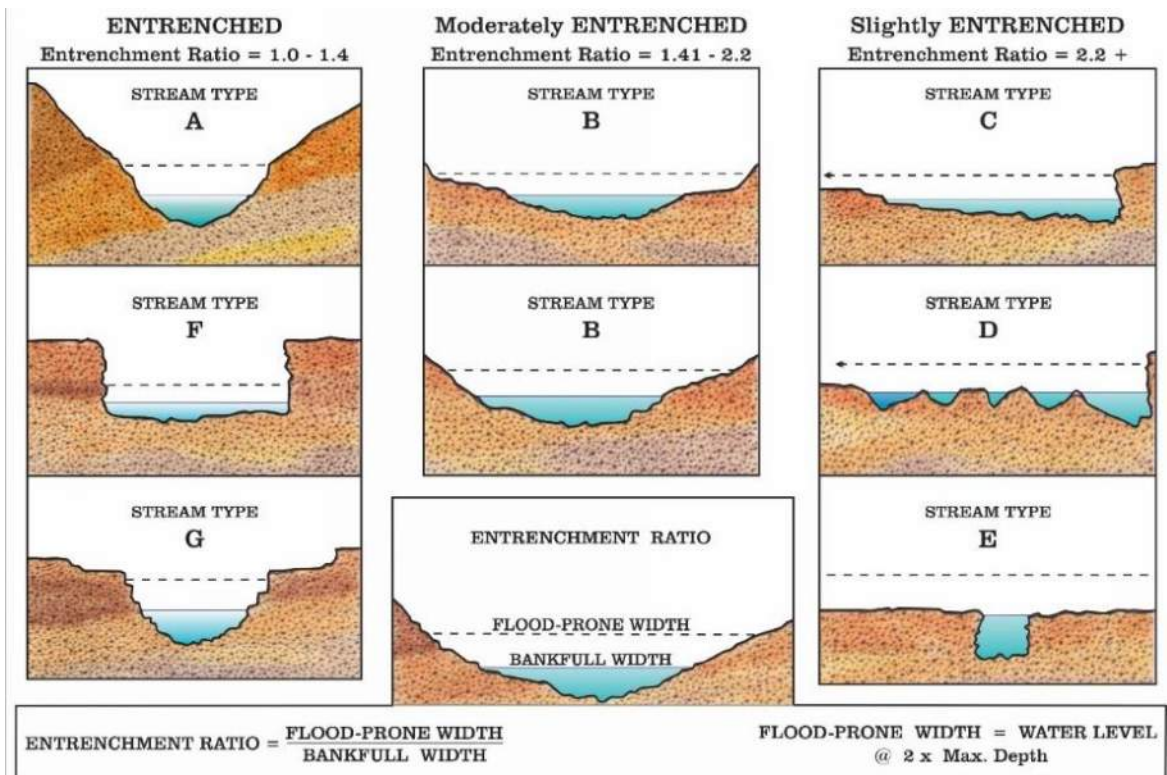 ENTRENCHED
Entrenchment Ratio = 1.0 - 1.4
Moderately ENTRENCHED
Entrenchment Ratio = 1.41 - 2.2
Slightly ENTRENCHED
Entrenchment Ratio = 2.2 +
STREAM TYPE
A
STREAM TYPE
B
STREAM TYPE
C
STREAM TYPE
F
STREAM TYPE
B
STREAM TYPE
D
STREAM TYPE
G
ENTRENCHMENT RATIO
FLOOD-PRONE WIDTH
BANKFULL WIDTH
STREAM TYPE
E
ENTRENCHMENT RATIO = FLOOD-PRONE WIDTH
BANKFULL WIDTH
FLOOD-PRONE WIDTH = WATER LEVEL
@ 2 x Max. Depth